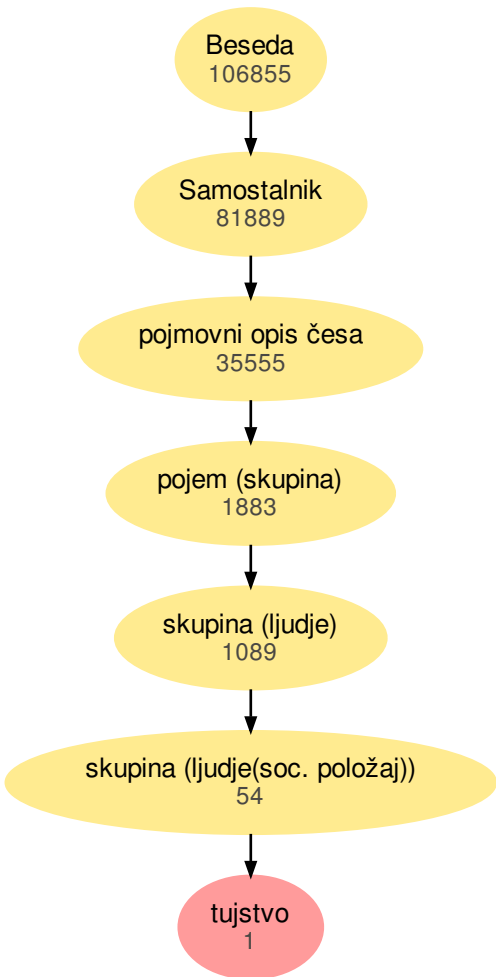 Beseda
106855
Samostalnik
81889
pojmovni opis česa
35555
pojem (skupina)
1883
skupina (ljudje)
1089
skupina (ljudje(soc. položaj))
54
tujstvo
1